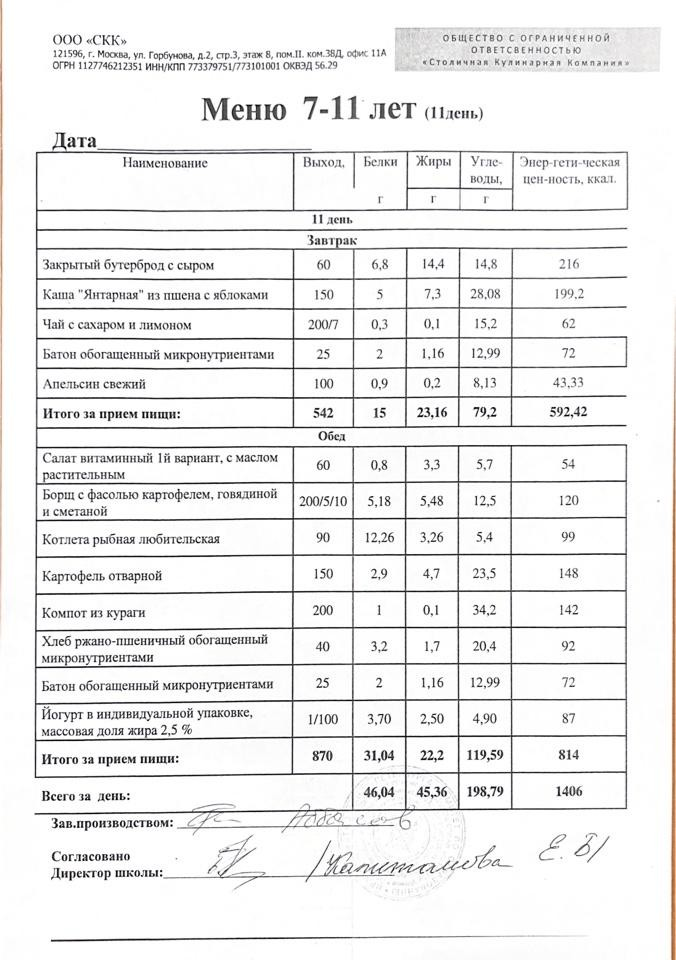 ООО «СКК»
121596, г. Москва, ул. Горбунова, д.2, стр.3, этаж 8, пом.II. ком.38Д, офис 11А
ОГРН 1127746212351 ИНН/КПП 773379751/773101001 ОКВЭД 56.29
ОБЩЕСТВО С ОГРАНИЧЕННОЙ
ОТВЕТСВЕННОСТЬЮ
«Столичная Кулинарная Компания»
Меню 7-11 лет (11день)
Дата
Наименование Выход, Белки Жиры Угле- Энер-гети-ческая
воды, цен-ность, ккал.
г г г
11 день
Завтрак
Закрытый бутерброд с сыром 60 6,8 14,4 14,8 216
Каша "Янтарная" из пшена с яблоками 150 5 7,3 28,08 199,2
Чай с сахаром и лимоном 200/7 0,3 0,1 15,2 62
Батон обогащенный микронутриентами 25 2 1,16 12,99 72
Апельсин свежий 100 0,9 0,2 8,13 43,33
Итого за прием пищи: 542 15 23,16 79,2 592,42
Обед
Салат витаминный 1й вариант, с маслом
растительным 60 0,8 3,3 5,7 54
Борщ с фасолью картофелем, говядиной
и сметаной 200/5/10 5,18 5,48 12,5 120
Котлета рыбная любительская 90 12,26 3,26 5,4 99
Картофель отварной 150 2,9 4,7 23,5 148
Компот из кураги 200 1 0,1 34,2 142
Хлеб ржано-пшеничный обогащенный
микронутриентами 40 3,2 1,7 20,4 92
Батон обогащенный микронутриентами 25 2 1,16 12,99 72
Йогурт в индивидуальной упаковке,
массовая доля жира 2,5 % 1/100 3,70 2,50 4,90 87
Итого за прием пищи: 870 31,04 22,2 119,59 814
Всего за день: 46,04 45,36 198,79 1406
Зав.производством:
Согласовано
Директор школы: /Капиталова Е.Б/